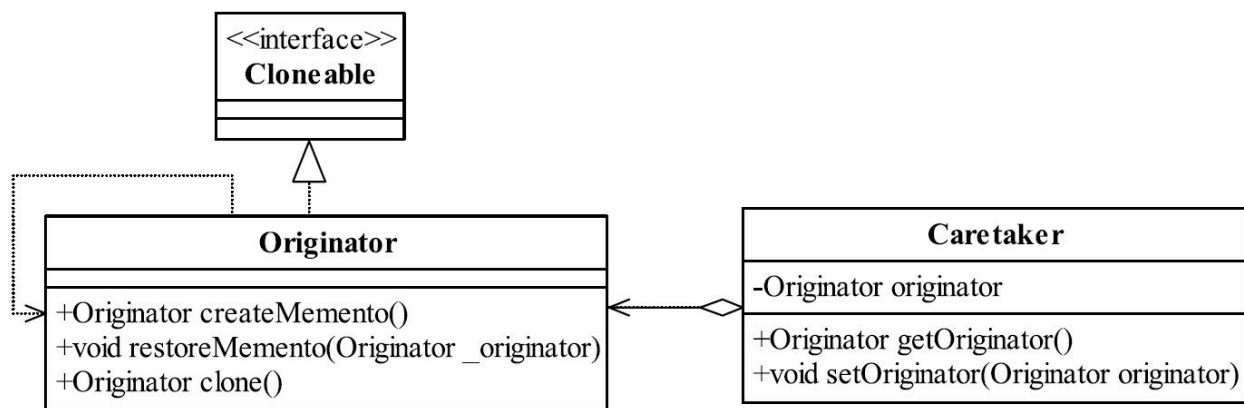 <<interface>>
Cloneable
Originator
+Originator createMemento()
+void restoreMemento(Originator _originator)
+Originator clone()
Caretaker
-Originator originator
+Originator getOriginator()
+void setOriginator(Originator originator)